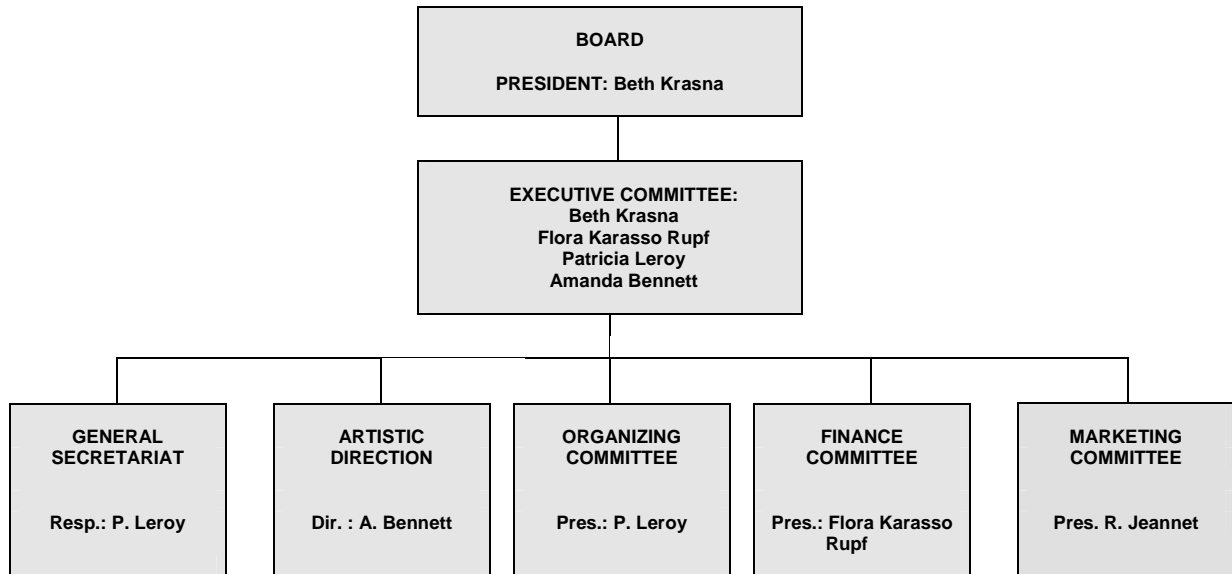 BOARD
PRESIDENT: Beth Krasna
EXECUTIVE COMMITTEE:
Beth Krasna
Flora Karasso Rupf
Patricia Leroy
Amanda Bennett
GENERAL
SECRETARIAT
Resp.: P. Leroy
ARTISTIC
DIRECTION
Dir. : A. Bennett
ORGANIZING
COMMITTEE
Pres.: P. Leroy
FINANCE
COMMITTEE
Pres.: Flora Karasso
Rupf
MARKETING
COMMITTEE
Pres. R. Jeannet